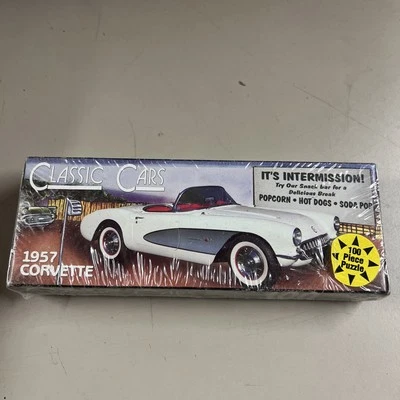 CLASSIC CARS
IT'S INTERMISSION!
Try Our Snack bar for a
Delicious Break
POPCORN • HOT DOGS • SODA POP
1957
CORVETTE
100
Piece
Puzzle